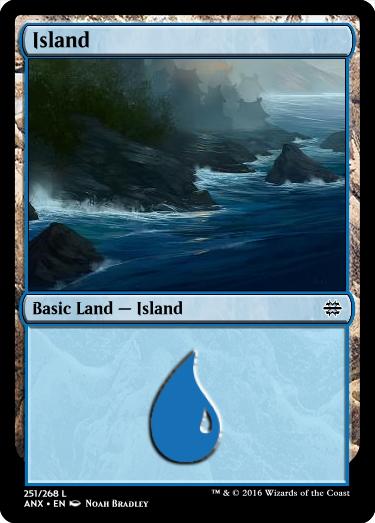 Island
Basic Land — Island
251/268 L
ANX • EN Noah Bradley
™ & © 2016 Wizards of the Coast